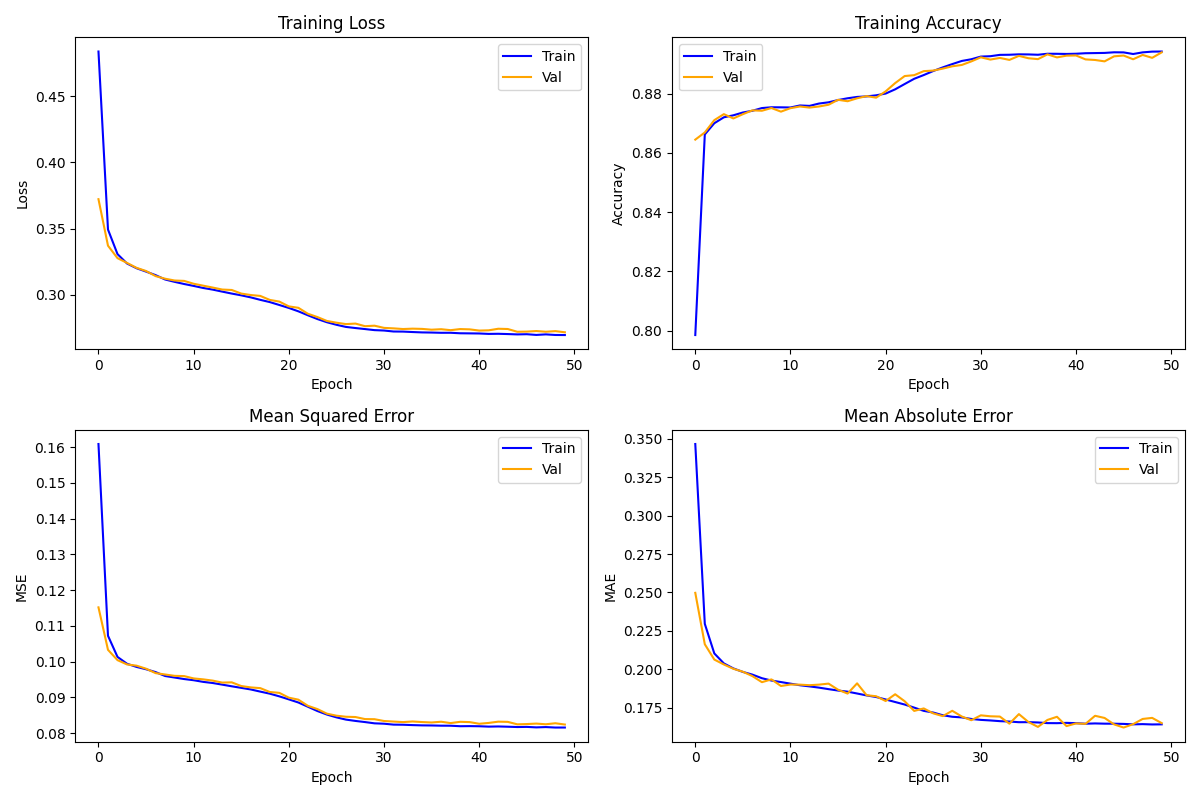 Training Loss
Loss
0.45
0.40
0.35
0.30
Train
Val
0 10 20 30 40 50
Epoch
Training Accuracy
Accuracy
0.88
0.86
0.84
0.82
0.80
Train
Val
0 10 20 30 40 50
Epoch
Mean Squared Error
MSE
0.16
0.15
0.14
0.13
0.12
0.11
0.10
0.09
0.08
Train
Val
0 10 20 30 40 50
Epoch
Mean Absolute Error
MAE
0.350
0.325
0.300
0.275
0.250
0.225
0.200
0.175
Train
Val
0 10 20 30 40 50
Epoch